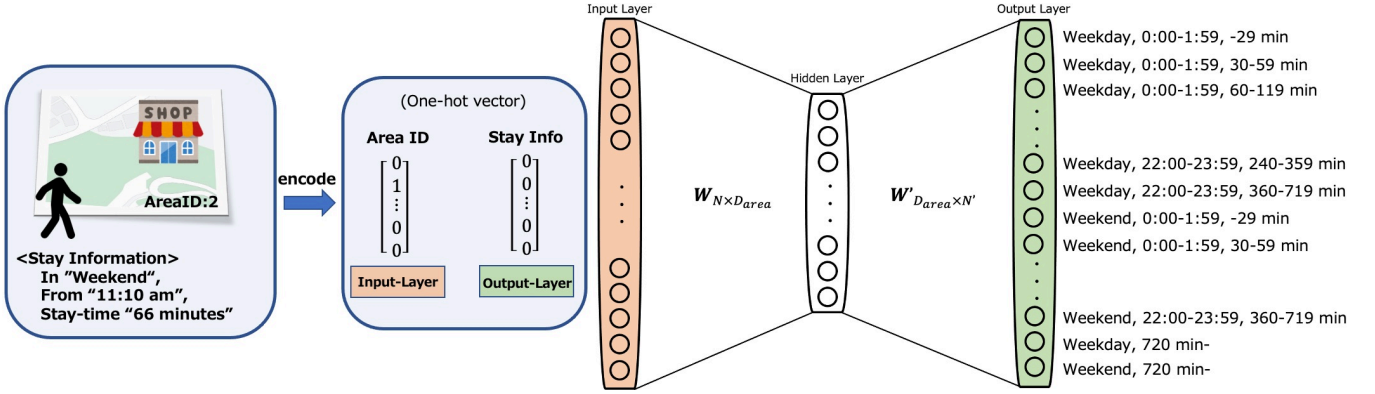 SHOP
AreaID:2
<Stay Information>
In ”Weekend“,
From “11:10 am”,
Stay-time “66 minutes”
encode
(One-hot vector)
Area ID
Stay Info
0
1
⋮
0
0
0
0
⋮
0
0
Input-Layer
Output-Layer
Input Layer
W N×D area
Hidden Layer
W' D area ×N'
Output Layer
Weekday, 0:00-1:59, -29 min
Weekday, 0:00-1:59, 30-59 min
Weekday, 0:00-1:59, 60-119 min
Weekday, 22:00-23:59, 240-359 min
Weekday, 22:00-23:59, 360-719 min
Weekend, 0:00-1:59, -29 min
Weekend, 0:00-1:59, 30-59 min
Weekend, 22:00-23:59, 360-719 min
Weekday, 720 min-
Weekend, 720 min-